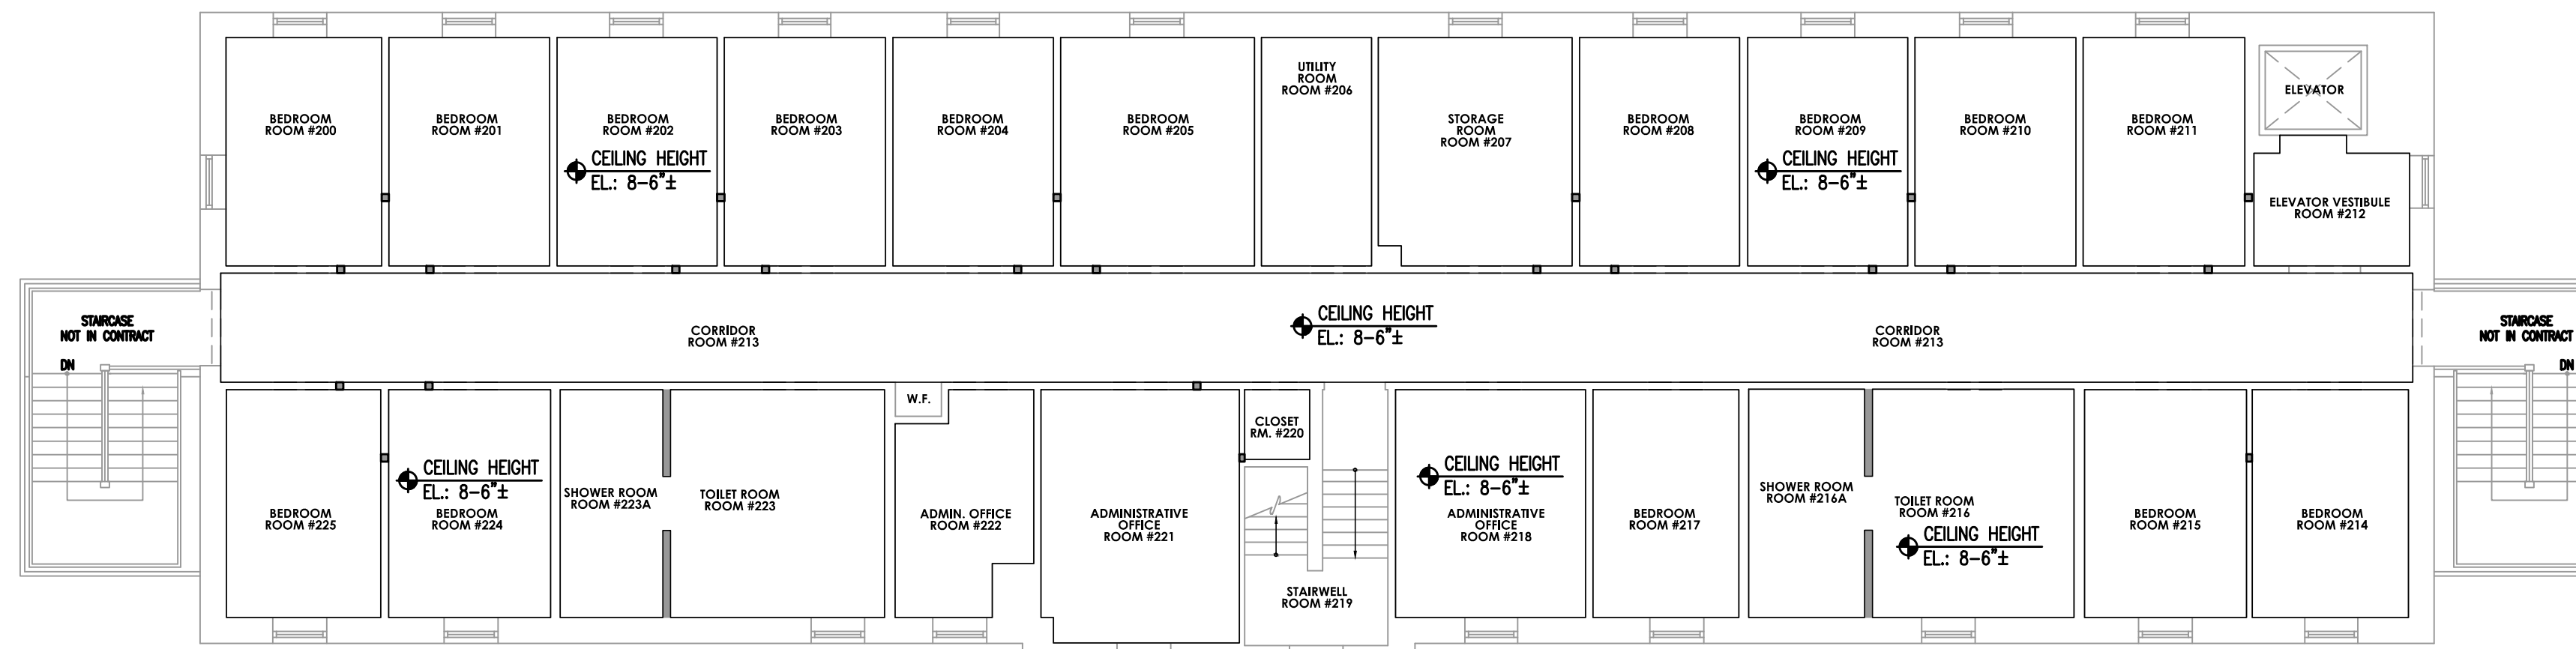 BEDROOM
ROOM #200
BEDROOM
ROOM #201
BEDROOM
ROOM #202
CEILING HEIGHT
EL.: 8-6"±
BEDROOM
ROOM #203
BEDROOM
ROOM #204
BEDROOM
ROOM #205
UTILITY
ROOM
ROOM #206
STORAGE
ROOM
ROOM #207
BEDROOM
ROOM #208
BEDROOM
ROOM #209
CEILING HEIGHT
EL.: 8-6"±
BEDROOM
ROOM #210
BEDROOM
ROOM #211
ELEVATOR
ELEVATOR VESTIBULE
ROOM #212
STAIRCASE
NOT IN CONTRACT
DN
CORRIDOR
ROOM #213
CEILING HEIGHT
EL.: 8-6"±
CORRIDOR
ROOM #213
STAIRCASE
NOT IN CONTRACT
DN
BEDROOM
ROOM #225
CEILING HEIGHT
EL.: 8-6"±
BEDROOM
ROOM #224
SHOWER ROOM
ROOM #223A
TOILET ROOM
ROOM #223
W.F.
ADMIN. OFFICE
ROOM #222
ADMINISTRATIVE
OFFICE
ROOM #221
CLOSET
RM. #220
STAIRWELL
ROOM #219
CEILING HEIGHT
EL.: 8-6"±
ADMINISTRATIVE
OFFICE
ROOM #218
BEDROOM
ROOM #217
SHOWER ROOM
ROOM #216A
TOILET ROOM
ROOM #216
CEILING HEIGHT
EL.: 8-6"±
BEDROOM
ROOM #215
BEDROOM
ROOM #214